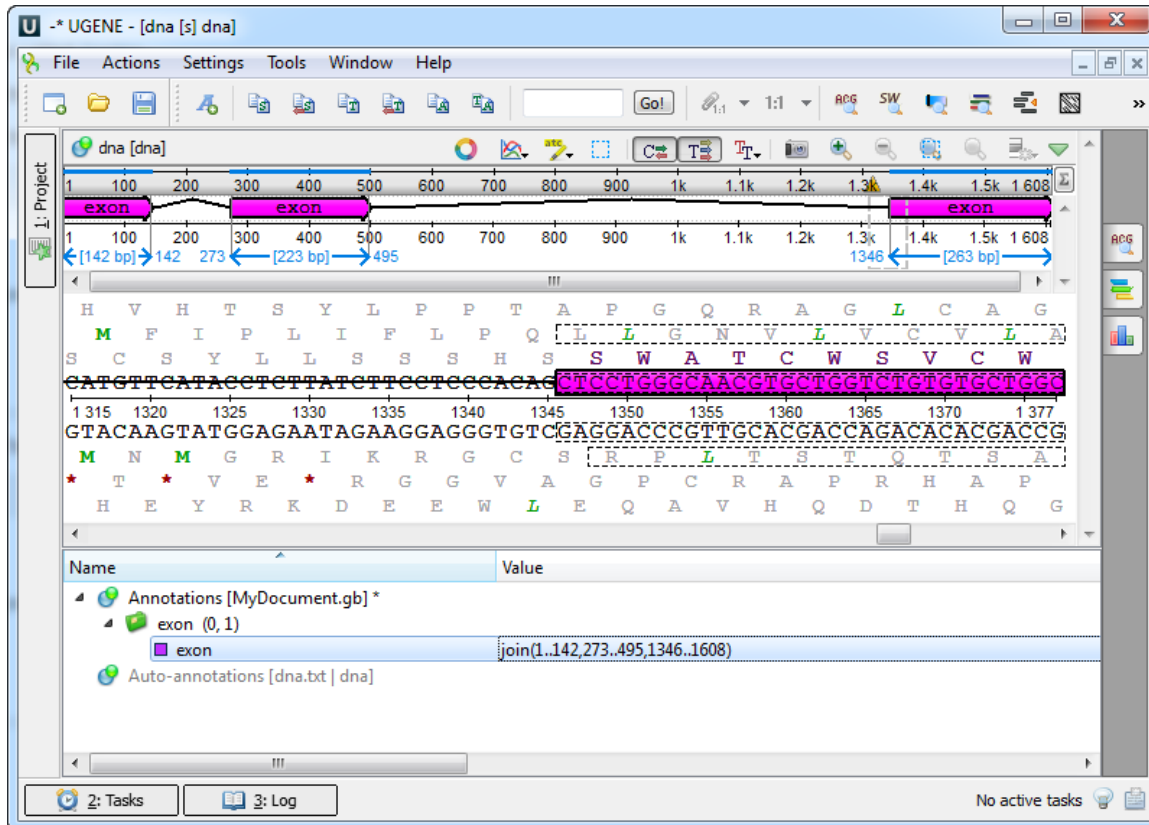 U -* UGENE - [dna [s] dna]
File Actions Settings Tools Window Help
Go! 1:1 1:1 ACG SW »
1: Project
dna [dna]
1 100 200 300 400 500 600 700 800 900 1k 1.1k 1.2k 1.3k 1.4k 1.5k 1 608 Σ
exon exon exon
1 100 200 300 400 500 600 700 800 900 1k 1.1k 1.2k 1.3k 1.4k 1.5k 1 608
[142 bp] 142 273 [223 bp] 495 1346 [263 bp]
H V H T S Y L P P T A P G Q R A G L C A G
M F I P L I F L P Q L L G N V L V C V L A
S C S Y L L S S S H S S W A T C W S V C W
CATGTTCATACCTCTTATCTTCCTCCCACAGCTCCTGGGCAACGTGCTGGTCTGTGTGCTGGC
1 315 1320 1325 1330 1335 1340 1345 1350 1355 1360 1365 1370 1 377
GTACAAGTATGGAGAATAGAAGGAGGGTGTCGAGGACCCGTTGCACGACCAGACACACGACCG
M N M G R I K R G C S R P L T S T Q T S A
* T * V E * R G G V A G P C R A P R H A P
H E Y R K D E E W L E Q A V H Q D T H Q G
Name Value
Annotations [MyDocument.gb] *
exon (0, 1)
exon join(1..142,273..495,1346..1608)
Auto-annotations [dna.txt | dna]
2: Tasks 3: Log No active tasks